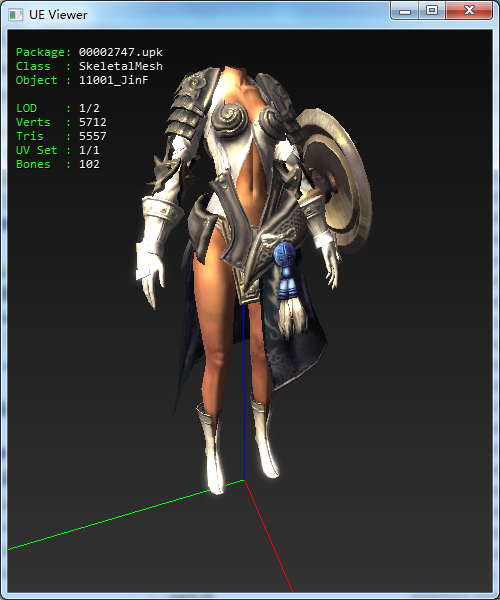 UE Viewer
Package: 00002747.upk
Class : SkeletalMesh
Object : 11001_JinF
LOD : 1/2
Verts : 5712
Tris : 5557
UV Set : 1/1
Bones : 102